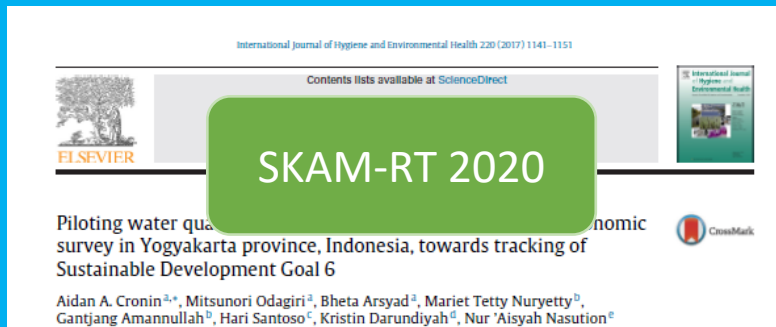 International Journal of Hygiene and Environmental Health 220 (2017) 1141–1151
Contents lists available at ScienceDirect
International Journal
of Hygiene and
Environmental Health
ELSEVIER
SKAM-RT 2020
Piloting water qua nomic
survey in Yogyakarta province, Indonesia, towards tracking of
Sustainable Development Goal 6
CrossMark
Aidan A. Cronin a,*, Mitsunori Odagiri a, Bheta Arsyad a, Mariet Tetty Nuryetty b,
Gantjang Amannullah b, Hari Santoso c, Kristin Darundiyah d, Nur 'Aisyah Nasution e